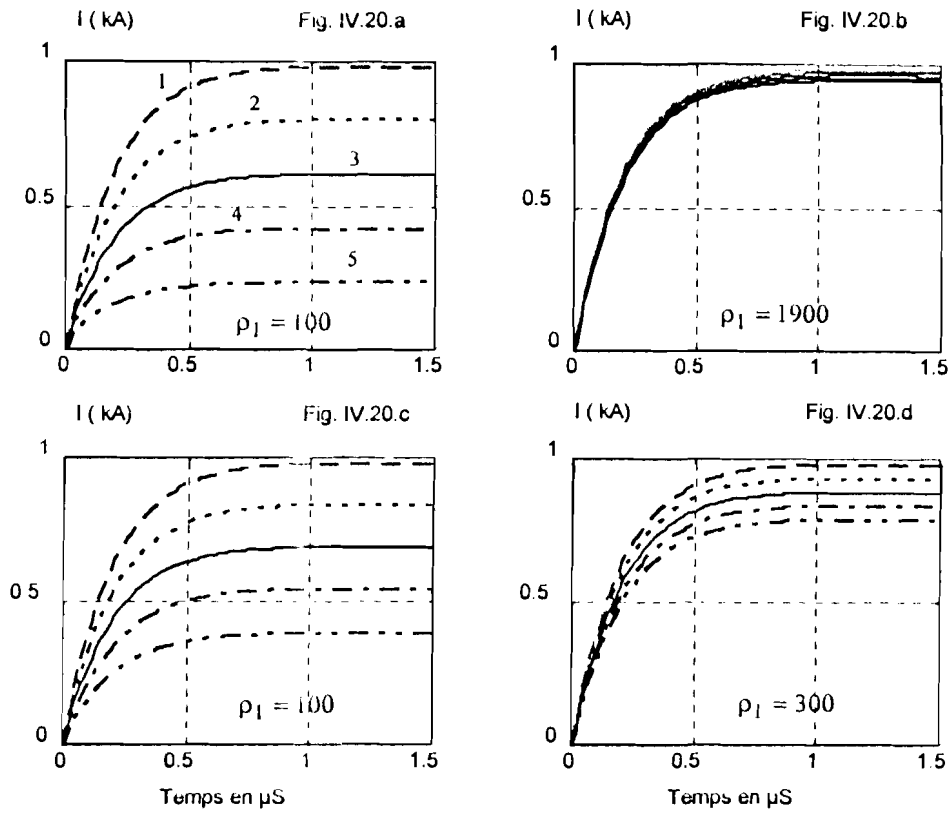 I ( kA) Fig. IV.20.a
1
0.5
0
1
2
3
4
5
ρ1 = 100
0 0.5 1 1.5
I ( kA) Fig. IV.20.b
1
0.5
0
ρ1 = 1900
0 0.5 1 1.5
I ( kA) Fig. IV.20.c
1
0.5
0
ρ1 = 100
0 0.5 1 1.5
Temps en µS
I ( kA) Fig. IV.20.d
1
0.5
0
ρ1 = 300
0 0.5 1 1.5
Temps en µS